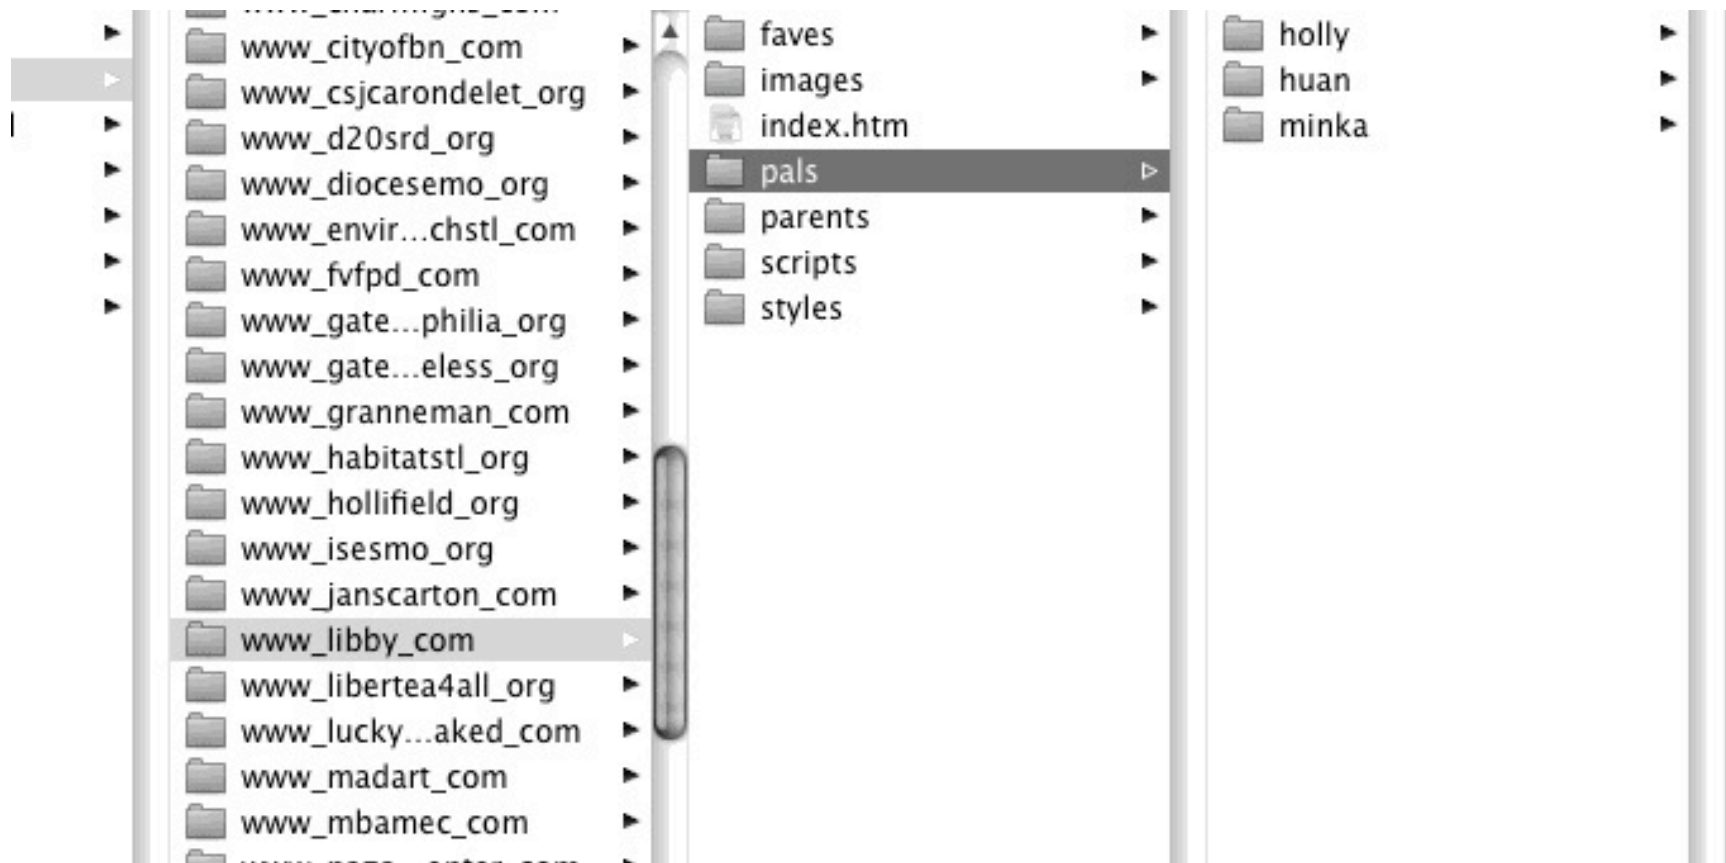 www_cityofbn_com
www_csjcarondelet_org
www_d20srd_org
www_diocesemo_org
www_envir...chstl_com
www_fvfpd_com
www_gate...philia_org
www_gate...eless_org
www_granneman_com
www_habitatstl_org
www_hollifield_org
www_isesmo_org
www_janscarton_com
www_libby_com
www_libertea4all_org
www_lucky...aked_com
www_madart_com
www_mbamec_com
faves
images
index.htm
pals
parents
scripts
styles
holly
huan
minka